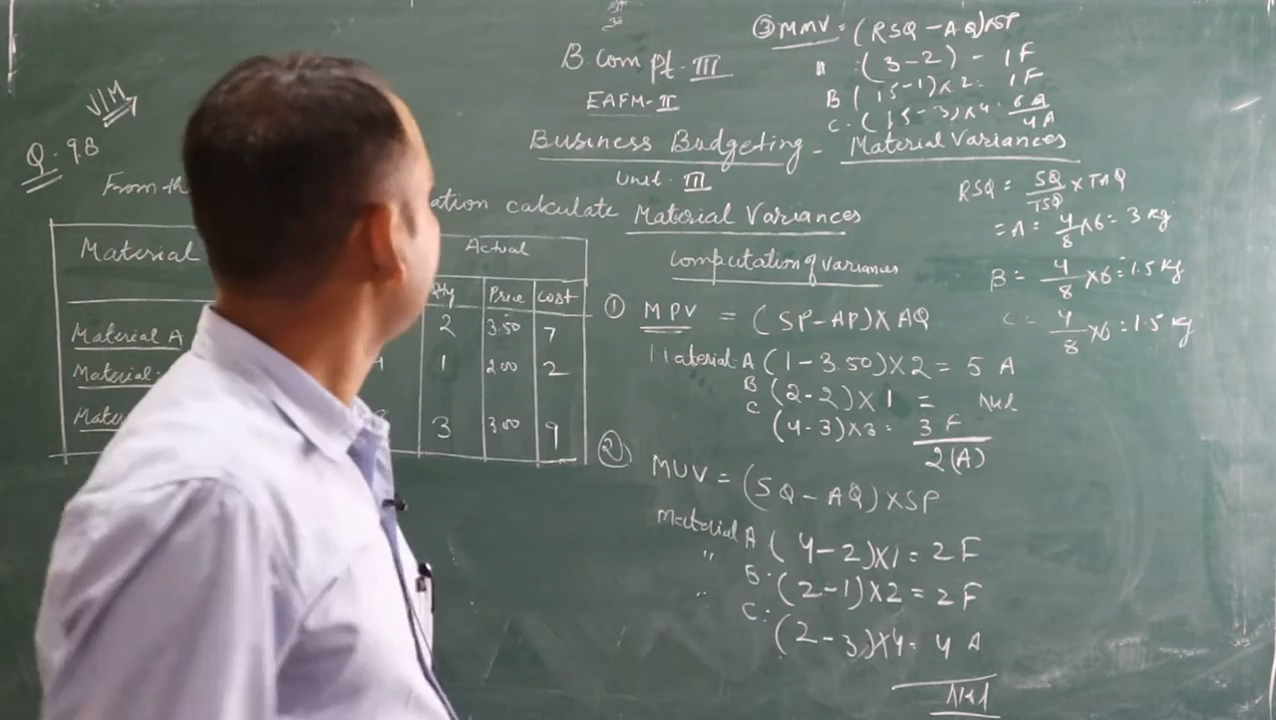 ③ MMV = (RSQ - AQ) x SP
A (3-2) - 1F
B (1.5-1) x 2 = 1F
C. (1.5-3) x 4 = 6A
4A
B.Com pt. III
EAFM-II
Business Budgeting - Material Variances
Unit. III
V/M
Q. 98
From th
ation calculate Material Variances
Material
Actual
Qty Price Cost
Material A 2 3.50 7
Material 4 1 2.00 2
Mate 3 3.00 9
Computation of variances
① MPV = (SP-AP) x AQ
Material. A (1-3.50) x 2 = 5 A
B (2-2) x 1 = Nil
C (4-3) x 3 = 3 F
2(A)
② MUV = (SQ-AQ) x SP
Material A (4-2) x 1 = 2F
" B. (2-1) x 2 = 2F
" C. (2-3) x 4 = 4 A
Nil
RSQ = SQ/TSQ x TAQ
= A = 4/8 x 6 = 3 Kg
B = 4/8 x 6 = 1.5 Kg
C = 4/8 x 6 = 1.5 Kg